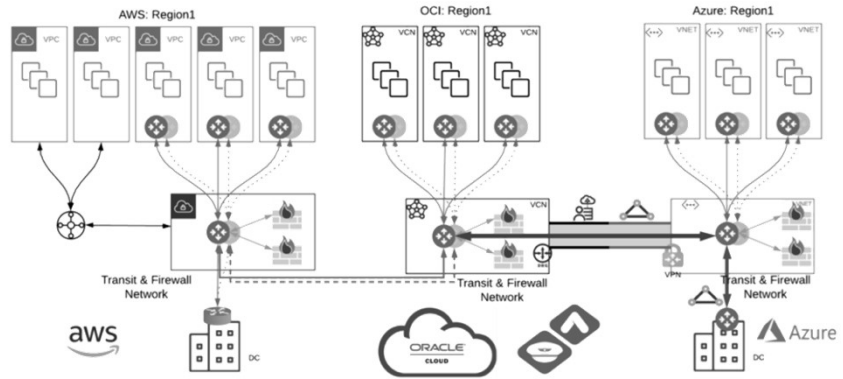 AWS: Region1
OCI: Region1
Azure: Region1
VPC
VPC
VPC
VPC
VPC
VCN
VCN
VCN
VNET
VNET
VNET
VCN
VNET
VPN
Transit & Firewall
Network
Transit & Firewall
Network
Transit & Firewall
Network
aws
DC
ORACLE
CLOUD
DC
Azure